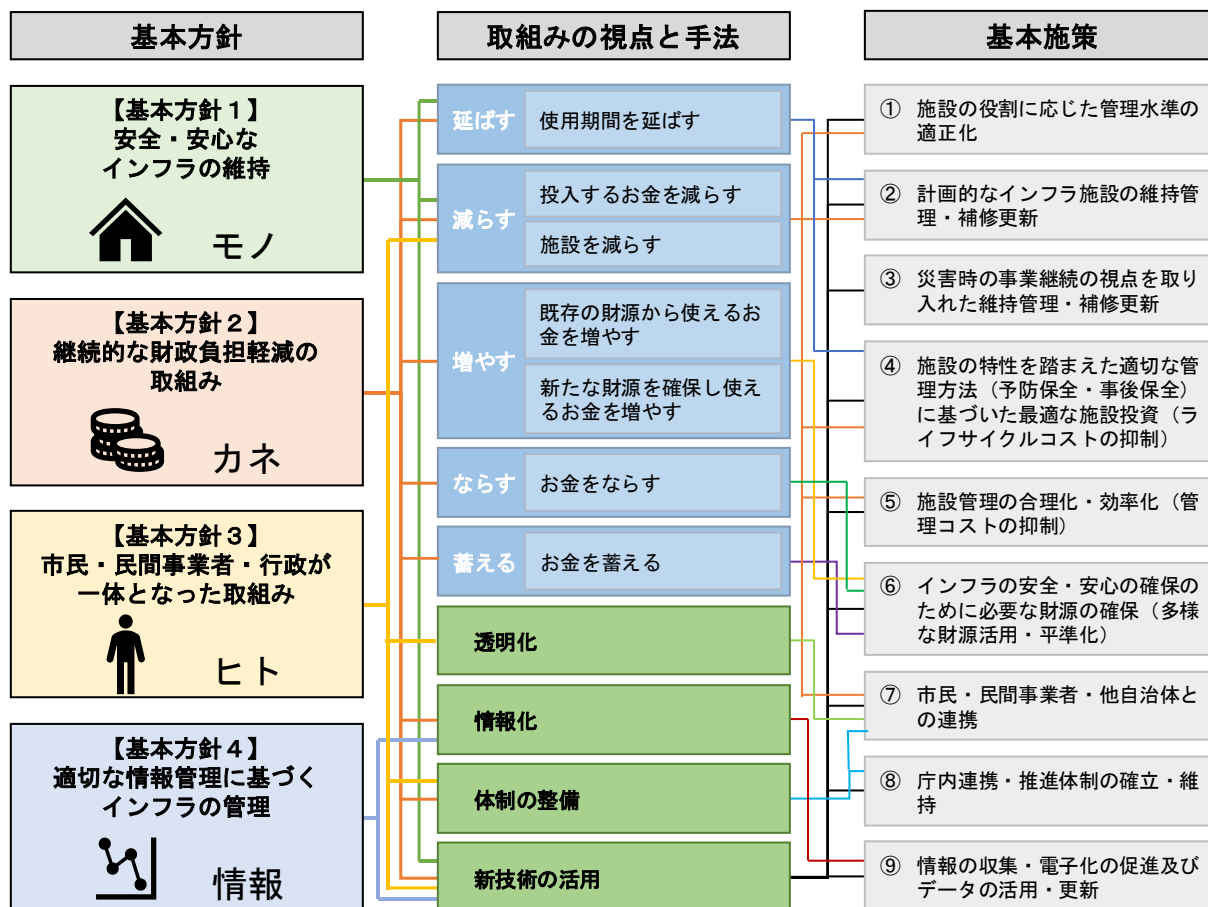 基本方針
取組みの視点と手法
基本施策
【基本方針１】
安全・安心な
インフラの維持
モノ
【基本方針２】
継続的な財政負担軽減の
取組み
カネ
【基本方針３】
市民・民間事業者・行政が
一体となった取組み
ヒト
【基本方針４】
適切な情報管理に基づく
インフラの管理
情報
延ばす
使用期間を延ばす
減らす
投入するお金を減らす
施設を減らす
増やす
既存の財源から使えるお
金を増やす
新たな財源を確保し使え
るお金を増やす
ならす
お金をならす
蓄える
お金を蓄える
透明化
情報化
体制の整備
新技術の活用
① 施設の役割に応じた管理水準の
適正化
② 計画的なインフラ施設の維持管
理・補修更新
③ 災害時の事業継続の視点を取り
入れた維持管理・補修更新
④ 施設の特性を踏まえた適切な管
理方法（予防保全・事後保全）
に基づいた最適な施設投資（ラ
イフサイクルコストの抑制）
⑤ 施設管理の合理化・効率化（管
理コストの抑制）
⑥ インフラの安全・安心の確保の
ために必要な財源の確保（多様
な財源活用・平準化）
⑦ 市民・民間事業者・他自治体と
の連携
⑧ 庁内連携・推進体制の確立・維
持
⑨ 情報の収集・電子化の促進及び
データの活用・更新